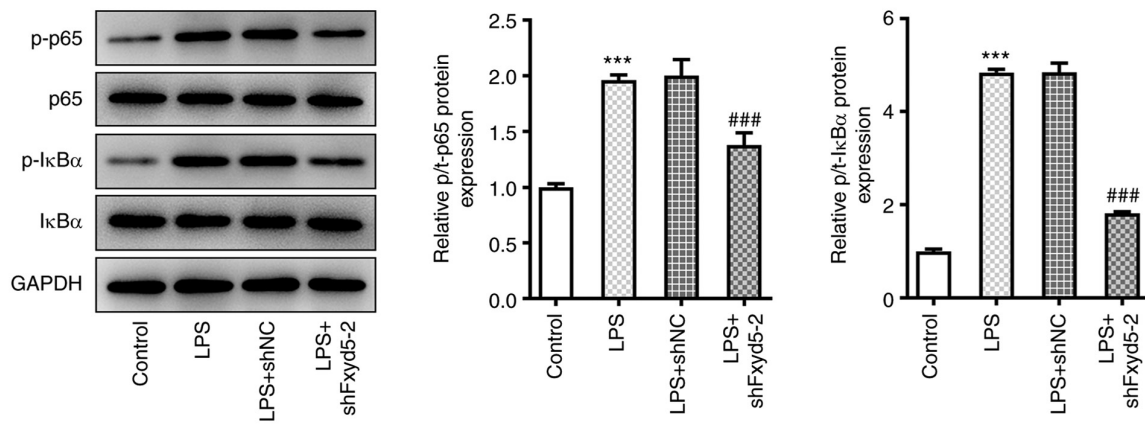 p-p65
p65
p-IκBα
IκBα
GAPDH
Control
LPS
LPS+shNC
LPS+
shFxyd5-2
Relative p/t-p65 protein
expression
2.5
2.0
1.5
1.0
0.5
0.0
***
###
Control
LPS
LPS+shNC
LPS+
shFxyd5-2
Relative p/t-IκBα protein
expression
6
4
2
0
***
###
Control
LPS
LPS+shNC
LPS+
shFxyd5-2